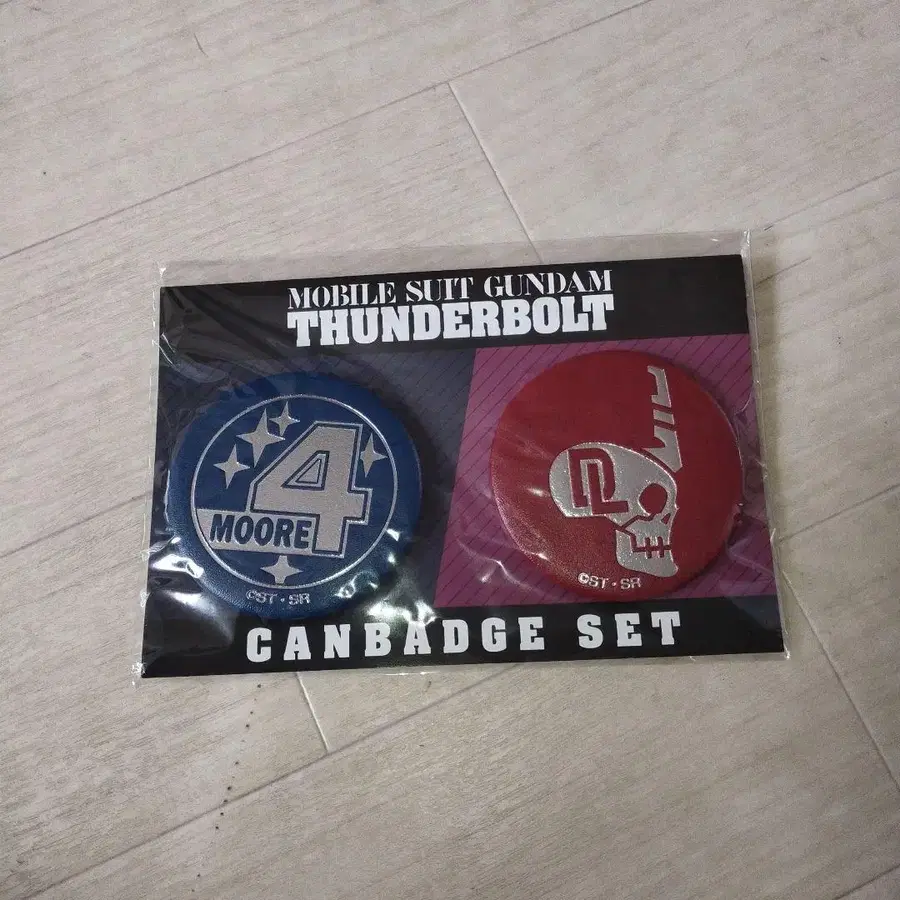 MOBILE SUIT GUNDAM
THUNDERBOLT
4
MOORE
©ST・SR
©ST・SR
CANBADGE SET